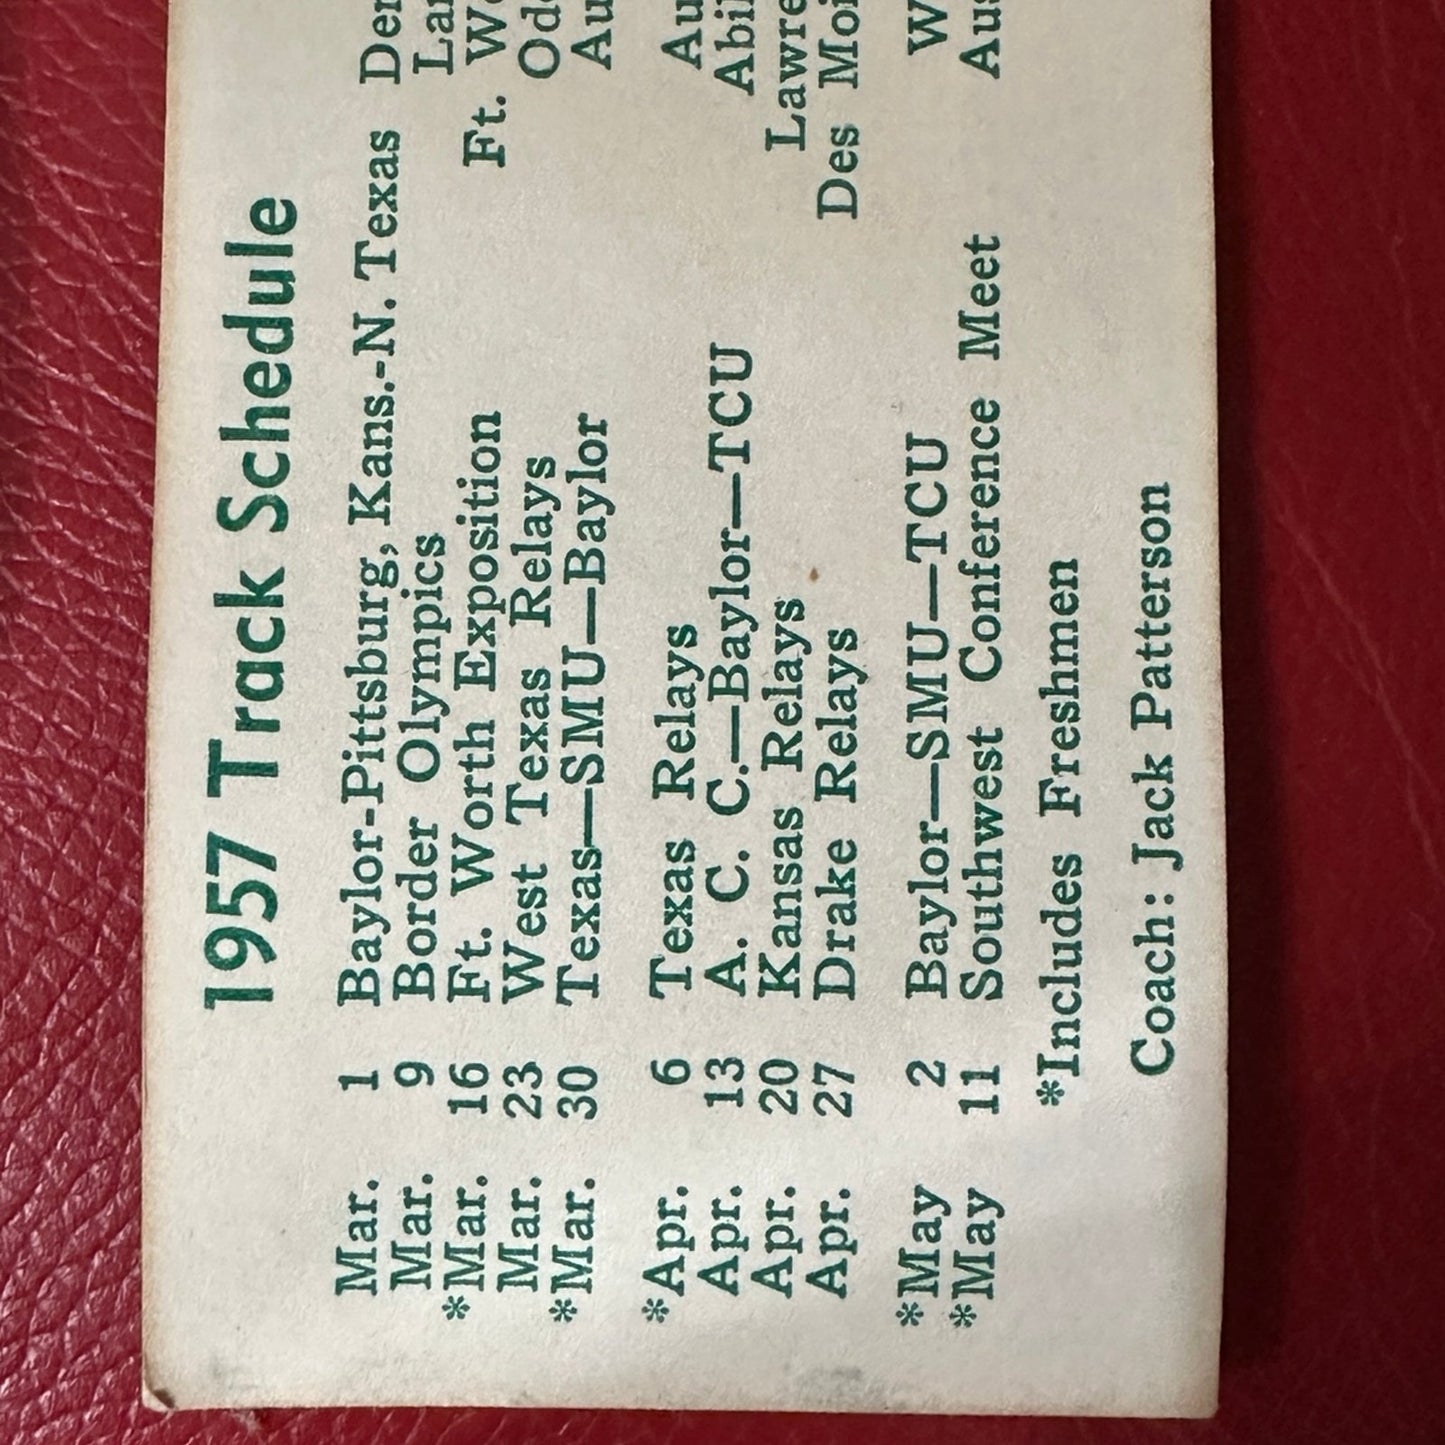 1957 Track Schedule
Mar. 1 Baylor-Pittsburg, Kans.-N. Texas
Mar. 9 Border Olympics
*Mar. 16 Ft. Worth Exposition Ft.
Mar. 23 West Texas Relays
*Mar. 30 Texas—SMU—Baylor
*Apr. 6 Texas Relays
Apr. 13 A. C. C.—Baylor—TCU
Apr. 20 Kansas Relays
Apr. 27 Drake Relays Des
*May 2 Baylor—SMU—TCU
*May 11 Southwest Conference Meet
*Includes Freshmen
Coach: Jack Patterson